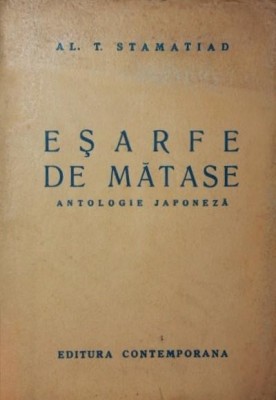 AL. T. STAMATIAD
EŞARFE
DE MĂTASE
ANTOLOGIE JAPONEZĂ
EDITURA CONTEMPORANA